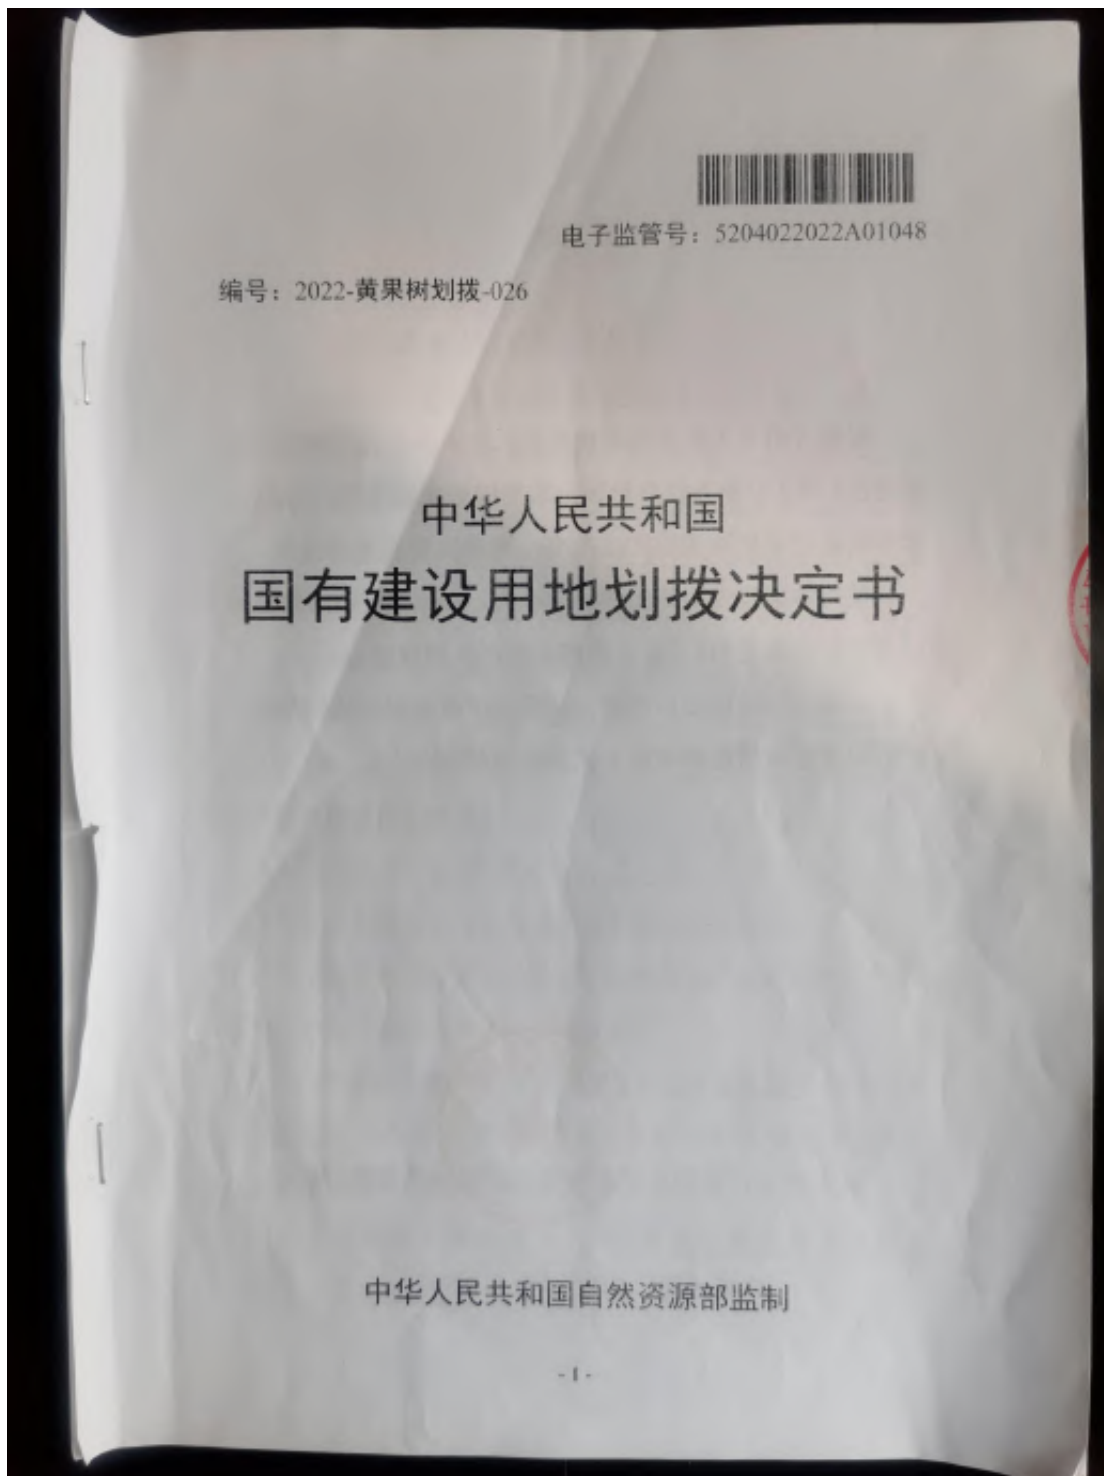 电子监管号：5204022022A01048
编号：2022-黄果树划拨-026
中华人民共和国
国有建设用地划拨决定书
中华人民共和国自然资源部监制
- 1 -